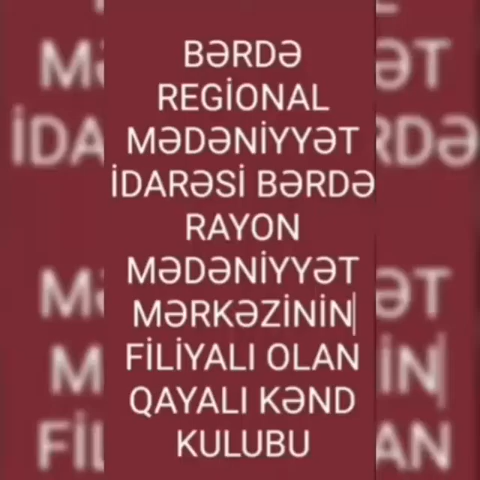 BƏRDƏ
REGİONAL
MƏDƏNİYYƏT
İDARƏSİ BƏRDƏ
RAYON
MƏDƏNİYYƏT
MƏRKƏZİNİN
FİLİYALI OLAN
QAYALI KƏND
KULUBU